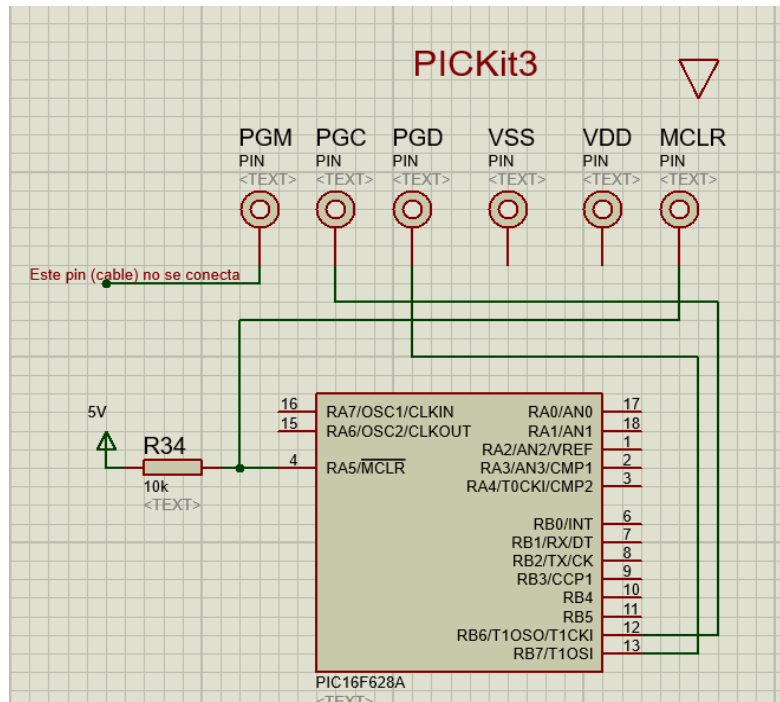 PICKit3
PGM PGC PGD VSS VDD MCLR
PIN PIN PIN PIN PIN PIN
<TEXT> <TEXT> <TEXT> <TEXT> <TEXT> <TEXT>
Este pin (cable) no se conecta
5V
R34
10k
<TEXT>
16 RA7/OSC1/CLKIN RA0/AN0 17
15 RA6/OSC2/CLKOUT RA1/AN1 18
RA2/AN2/VREF 1
4 RA5/MCLR RA3/AN3/CMP1 2
RA4/T0CKI/CMP2 3
RB0/INT 6
RB1/RX/DT 7
RB2/TX/CK 8
RB3/CCP1 9
RB4 10
RB5 11
RB6/T1OSO/T1CKI 12
RB7/T1OSI 13
PIC16F628A
<TEXT>